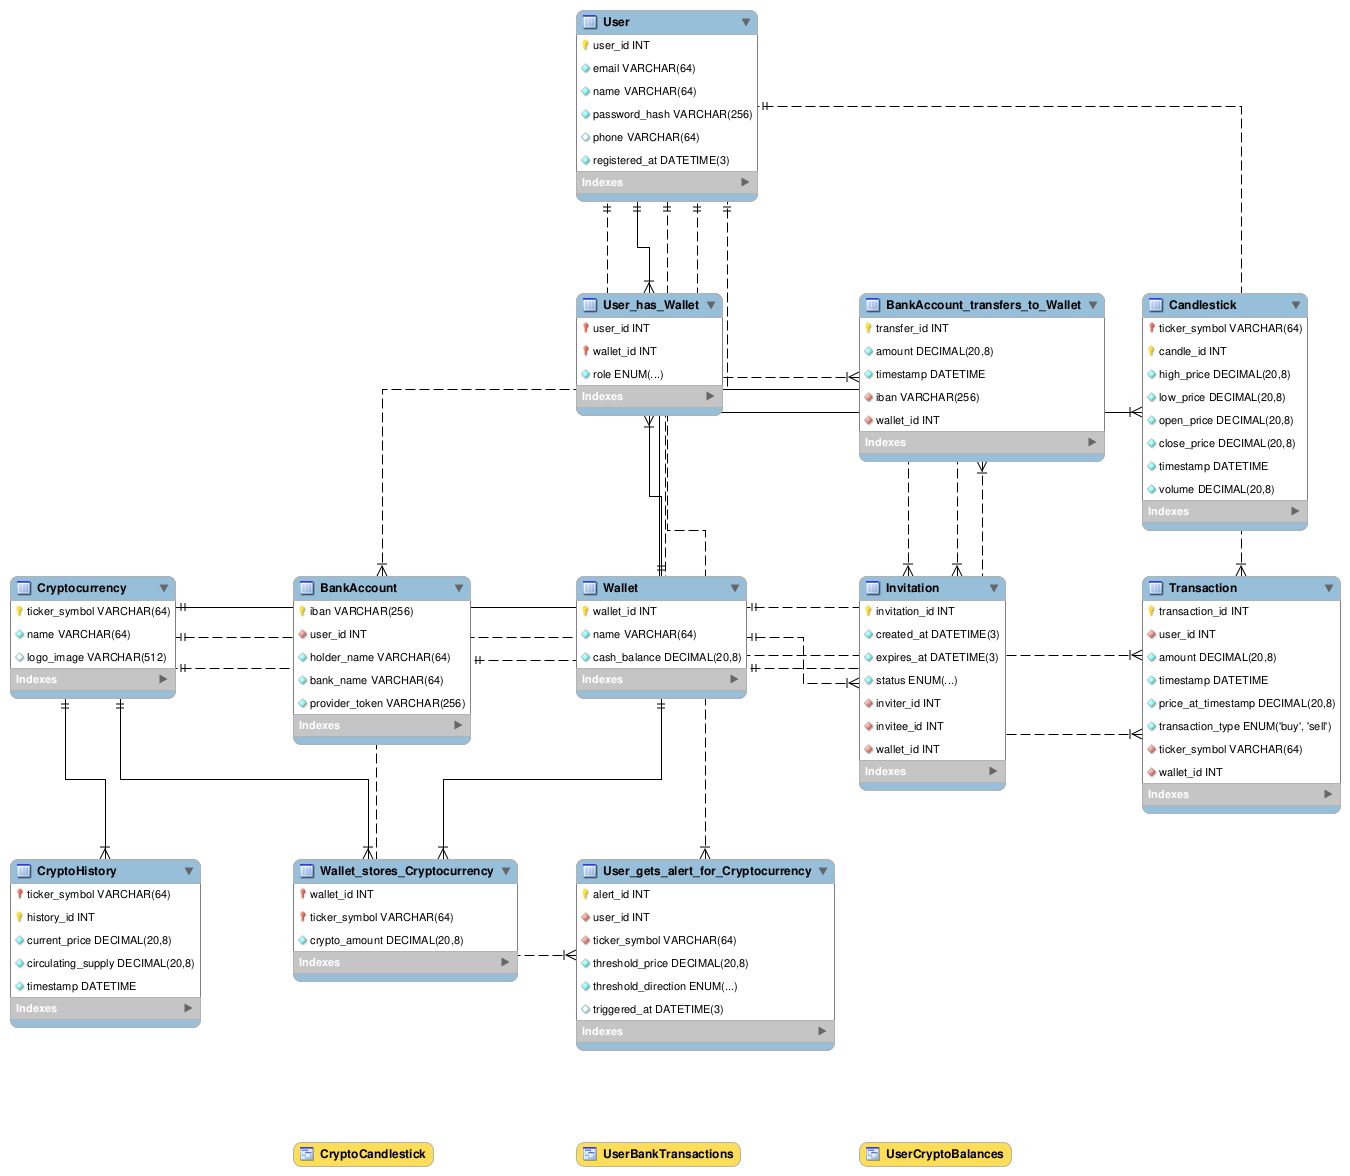 User
user_id INT
email VARCHAR(64)
name VARCHAR(64)
password_hash VARCHAR(256)
phone VARCHAR(64)
registered_at DATETIME(3)
Indexes
User_has_Wallet
user_id INT
wallet_id INT
role ENUM(...)
Indexes
BankAccount_transfers_to_Wallet
transfer_id INT
amount DECIMAL(20,8)
timestamp DATETIME
iban VARCHAR(256)
wallet_id INT
Indexes
Candlestick
ticker_symbol VARCHAR(64)
candle_id INT
high_price DECIMAL(20,8)
low_price DECIMAL(20,8)
open_price DECIMAL(20,8)
close_price DECIMAL(20,8)
timestamp DATETIME
volume DECIMAL(20,8)
Indexes
Cryptocurrency
ticker_symbol VARCHAR(64)
name VARCHAR(64)
logo_image VARCHAR(512)
Indexes
BankAccount
iban VARCHAR(256)
user_id INT
holder_name VARCHAR(64)
bank_name VARCHAR(64)
provider_token VARCHAR(256)
Indexes
Wallet
wallet_id INT
name VARCHAR(64)
cash_balance DECIMAL(20,8)
Indexes
Invitation
invitation_id INT
created_at DATETIME(3)
expires_at DATETIME(3)
status ENUM(...)
inviter_id INT
invitee_id INT
wallet_id INT
Indexes
Transaction
transaction_id INT
user_id INT
amount DECIMAL(20,8)
timestamp DATETIME
price_at_timestamp DECIMAL(20,8)
transaction_type ENUM('buy', 'sell')
ticker_symbol VARCHAR(64)
wallet_id INT
Indexes
CryptoHistory
ticker_symbol VARCHAR(64)
history_id INT
current_price DECIMAL(20,8)
circulating_supply DECIMAL(20,8)
timestamp DATETIME
Indexes
Wallet_stores_Cryptocurrency
wallet_id INT
ticker_symbol VARCHAR(64)
crypto_amount DECIMAL(20,8)
Indexes
User_gets_alert_for_Cryptocurrency
alert_id INT
user_id INT
ticker_symbol VARCHAR(64)
threshold_price DECIMAL(20,8)
threshold_direction ENUM(...)
triggered_at DATETIME(3)
Indexes
CryptoCandlestick
UserBankTransactions
UserCryptoBalances